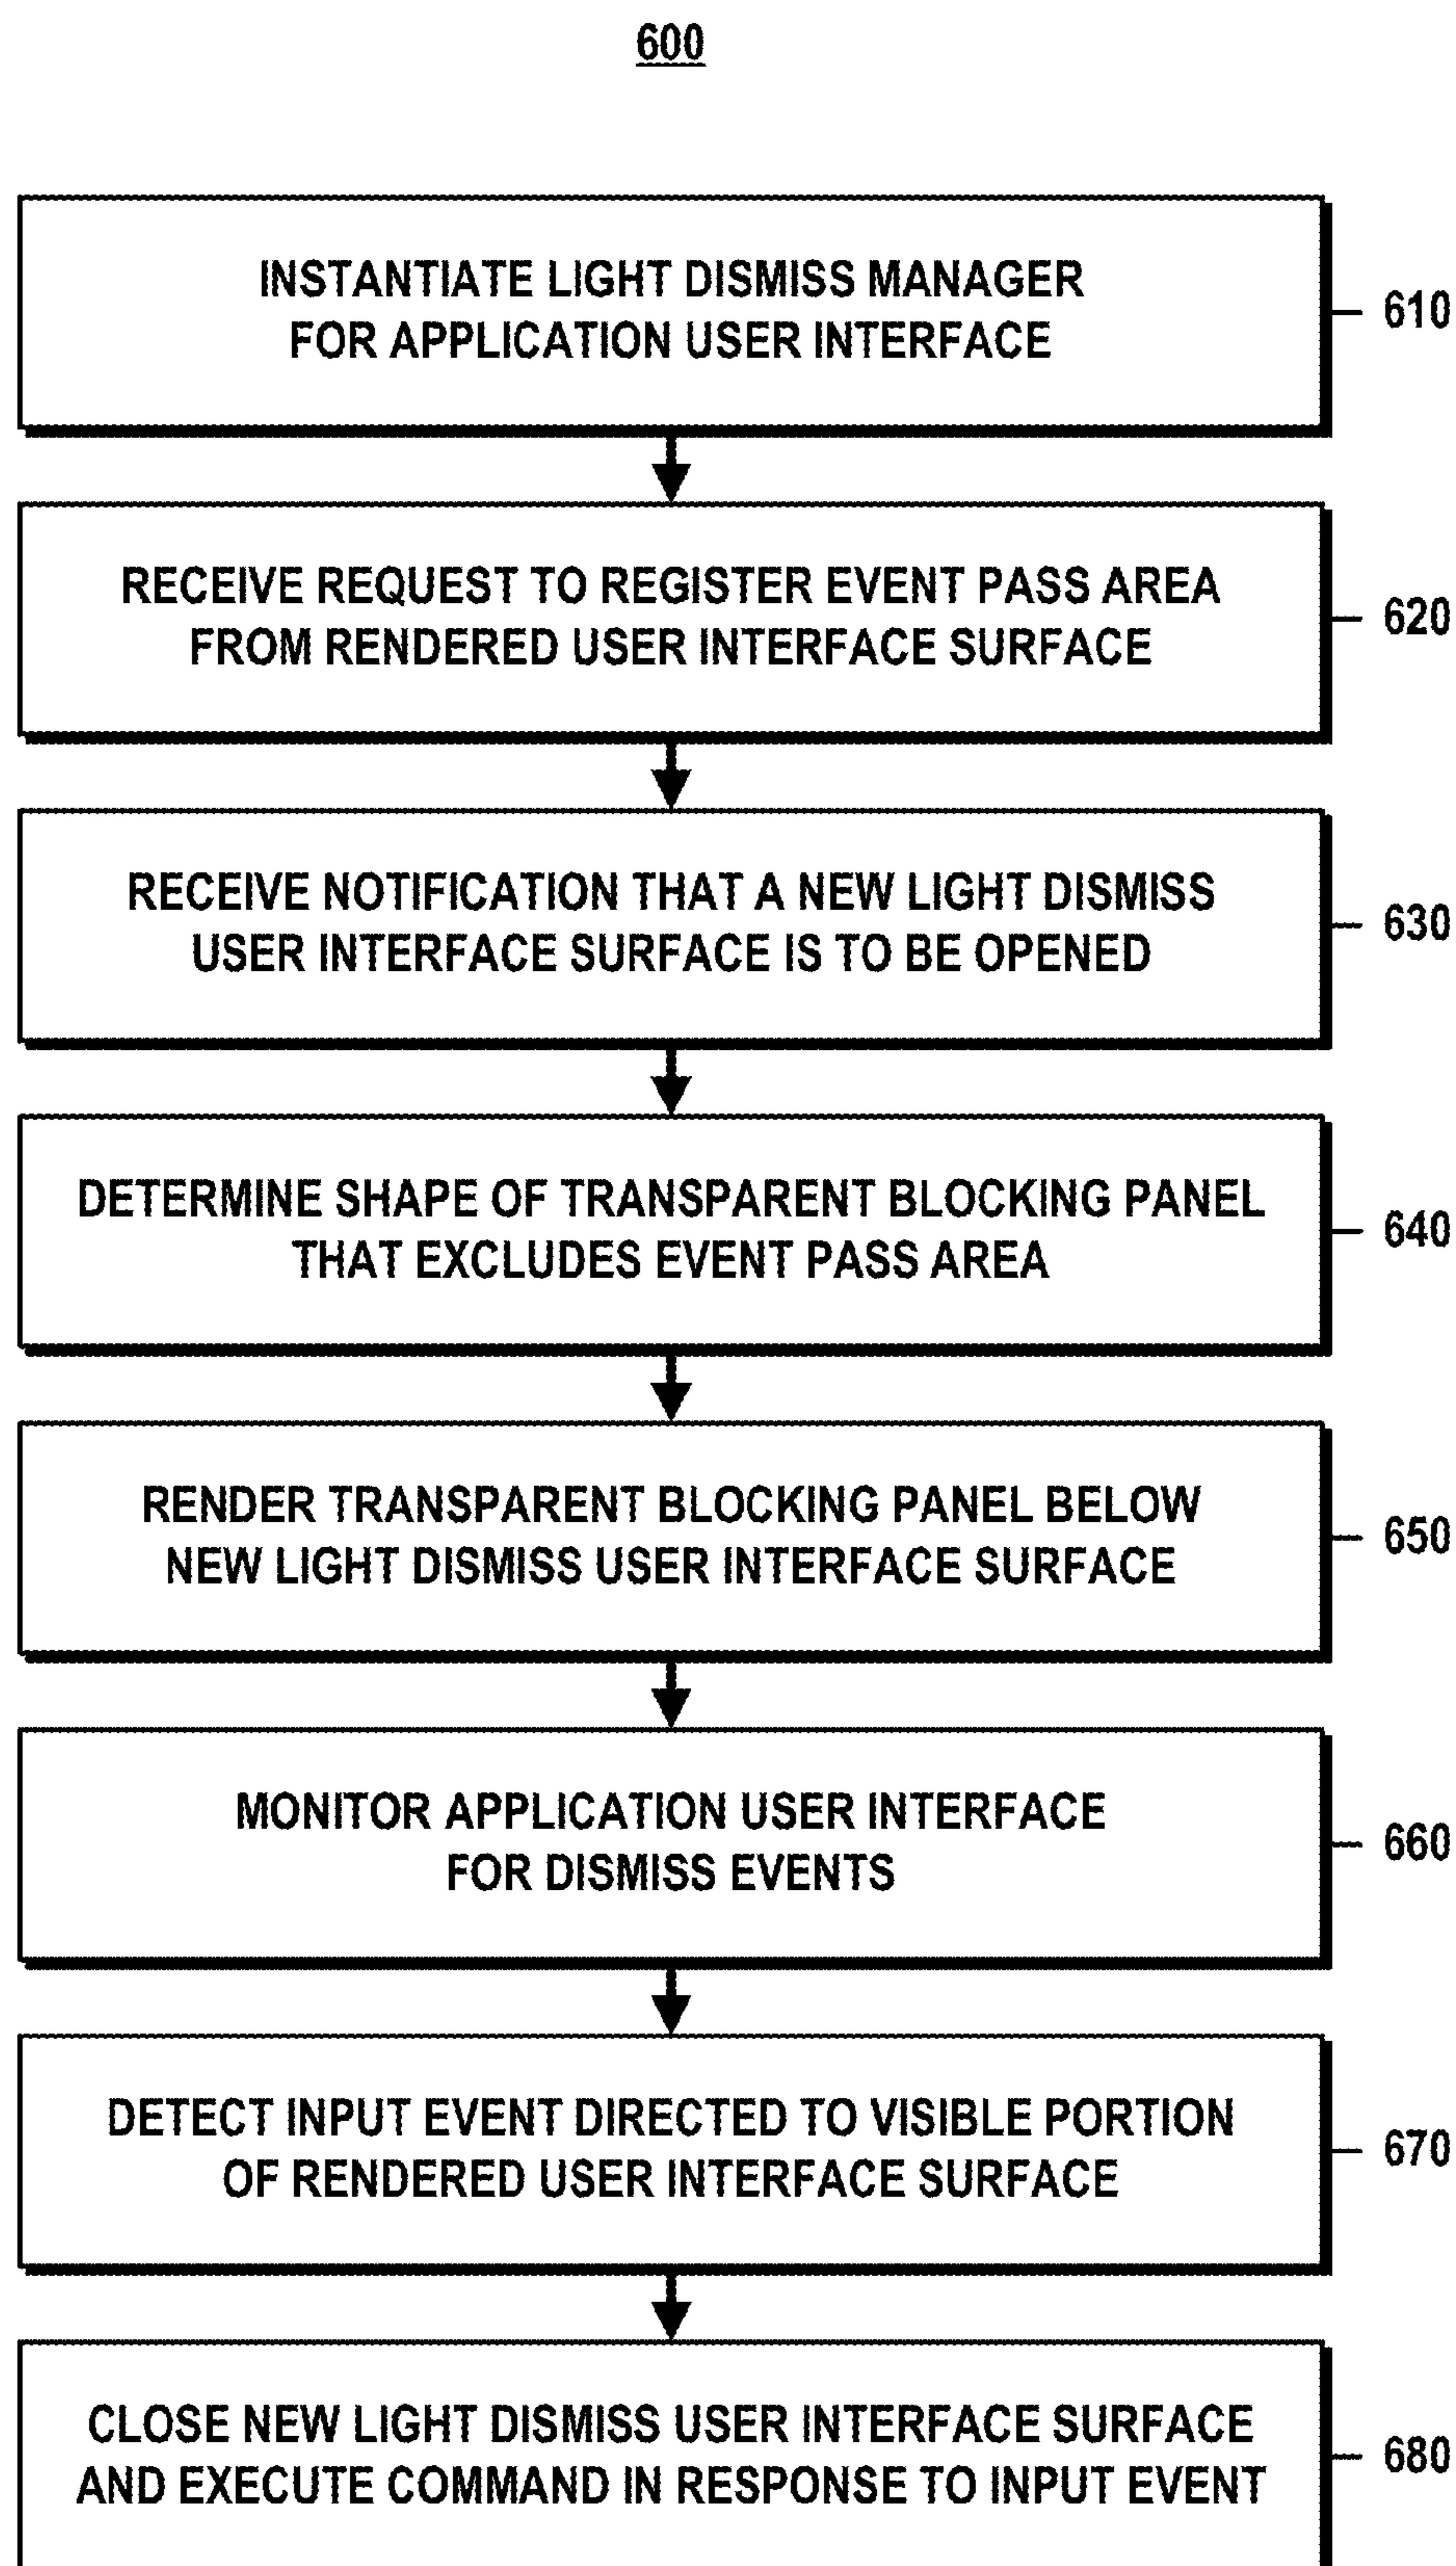 600
INSTANTIATE LIGHT DISMISS MANAGER
FOR APPLICATION USER INTERFACE
610
RECEIVE REQUEST TO REGISTER EVENT PASS AREA
FROM RENDERED USER INTERFACE SURFACE
620
RECEIVE NOTIFICATION THAT A NEW LIGHT DISMISS
USER INTERFACE SURFACE IS TO BE OPENED
630
DETERMINE SHAPE OF TRANSPARENT BLOCKING PANEL
THAT EXCLUDES EVENT PASS AREA
640
RENDER TRANSPARENT BLOCKING PANEL BELOW
NEW LIGHT DISMISS USER INTERFACE SURFACE
650
MONITOR APPLICATION USER INTERFACE
FOR DISMISS EVENTS
660
DETECT INPUT EVENT DIRECTED TO VISIBLE PORTION
OF RENDERED USER INTERFACE SURFACE
670
CLOSE NEW LIGHT DISMISS USER INTERFACE SURFACE
AND EXECUTE COMMAND IN RESPONSE TO INPUT EVENT
680